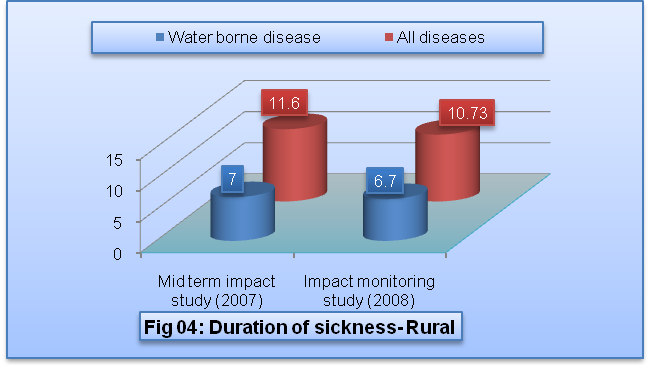 Water borne disease All diseases
11.6
10.73
7
6.7
15
10
5
0
Mid term impact
study (2007)
Impact monitoring
study (2008)
Fig 04: Duration of sickness- Rural